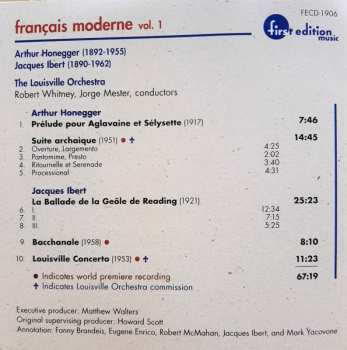 FECD-1906
français moderne vol. 1
first edition
music
Arthur Honegger (1892-1955)
Jacques Ibert (1890-1962)
The Louisville Orchestra
Robert Whitney, Jorge Mester, conductors
Arthur Honegger
1. Prélude pour Aglavaine et Sélysette (1917) 7:46
Suite archaïque (1951) ● ✝ 14:45
2. Overture, Largamento 4:25
3. Pantomime, Presto 2:02
4. Ritournelle et Serenade 3:40
5. Processional 4:31
Jacques Ibert
La Ballade de la Geôle de Reading (1921) 25:23
6. I. 12:34
7. II. 7:15
8. III. 5:25
9. Bacchanale (1958) ● 8:10
10. Louisville Concerto (1953) ● ✝ 11:23
● Indicates world premiere recording 67:19
✝ Indicates Louisville Orchestra commission
Executive producer: Matthew Walters
Original supervising producer: Howard Scott
Annotation: Fanny Brandeis, Eugene Enrico, Robert McMahan, Jacques Ibert, and Mark Yacovone